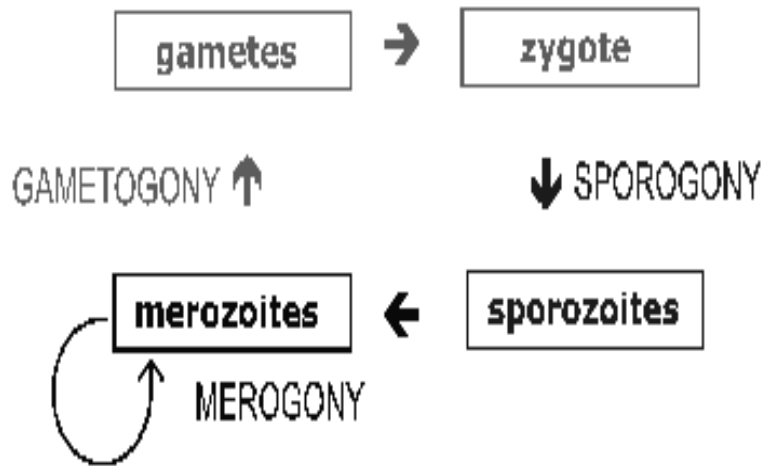 gametes
zygote
GAMETOGONY
SPOROGONY
merozoites
sporozoites
MEROGONY